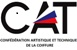 CAT
CONFÉDÉRATION ARTISTIQUE ET TECHNIQUE
DE LA COIFFURE